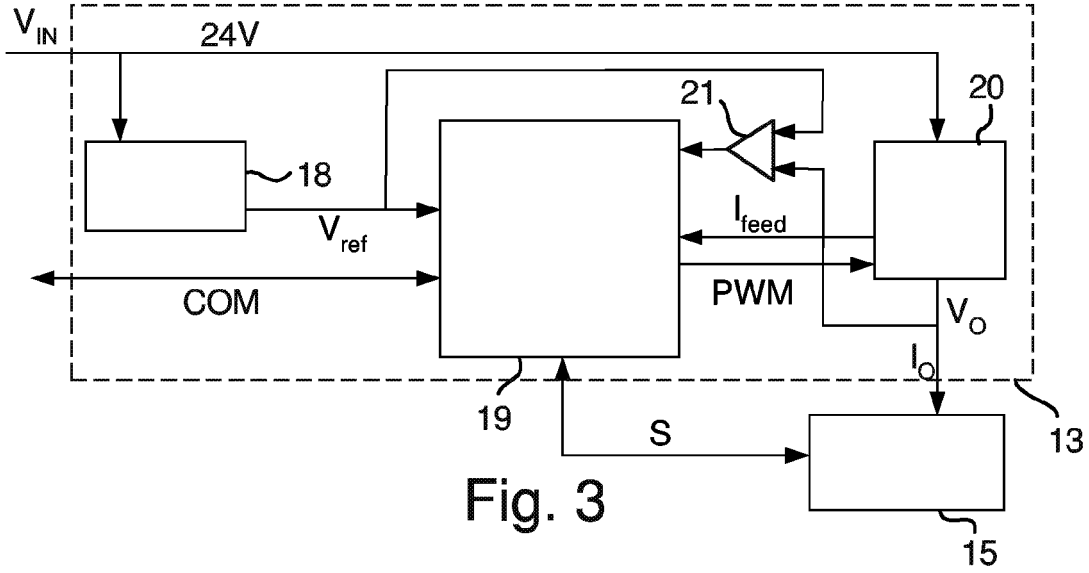 V_IN
24V
21
20
18
V_ref
I_feed
COM
PWM
V_O
I_O
19
13
S
Fig. 3
15